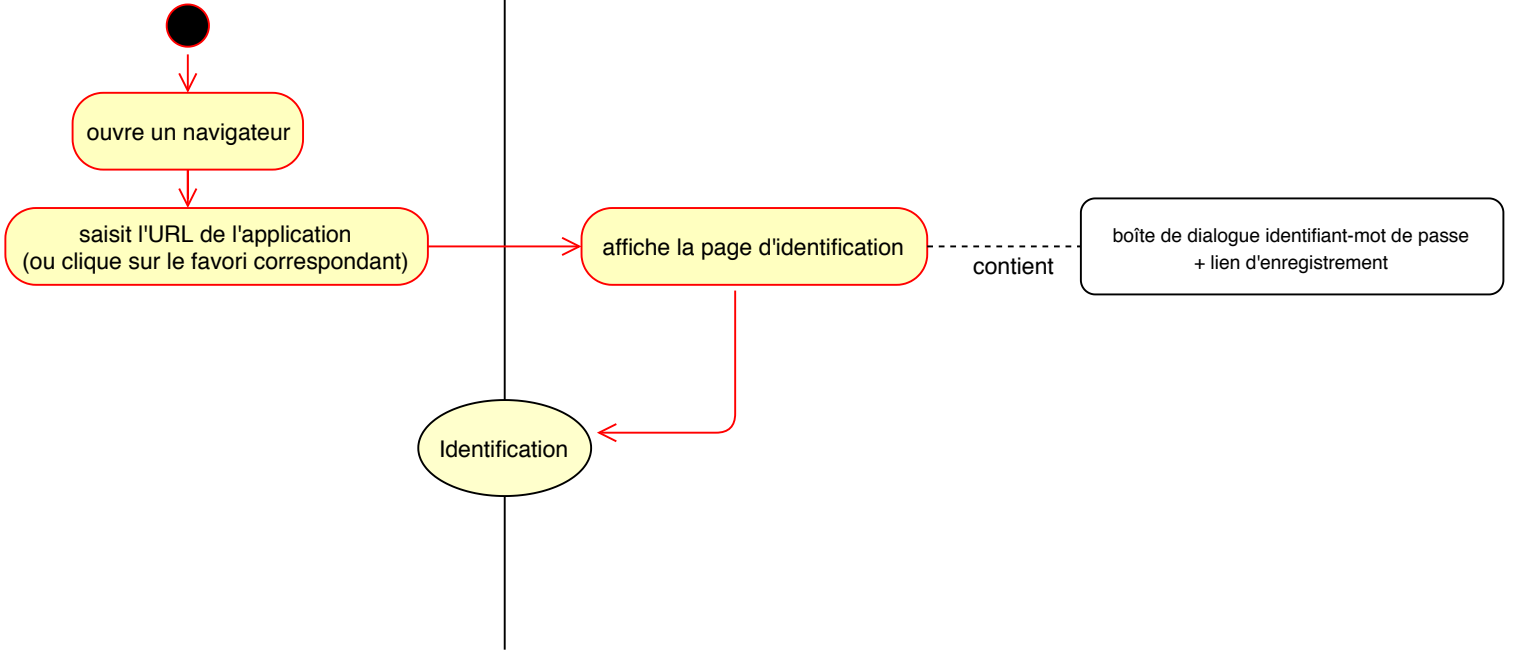 ouvre un navigateur
saisit l'URL de l'application
(ou clique sur le favori correspondant)
affiche la page d'identification
contient
boîte de dialogue identifiant-mot de passe
+ lien d'enregistrement
Identification